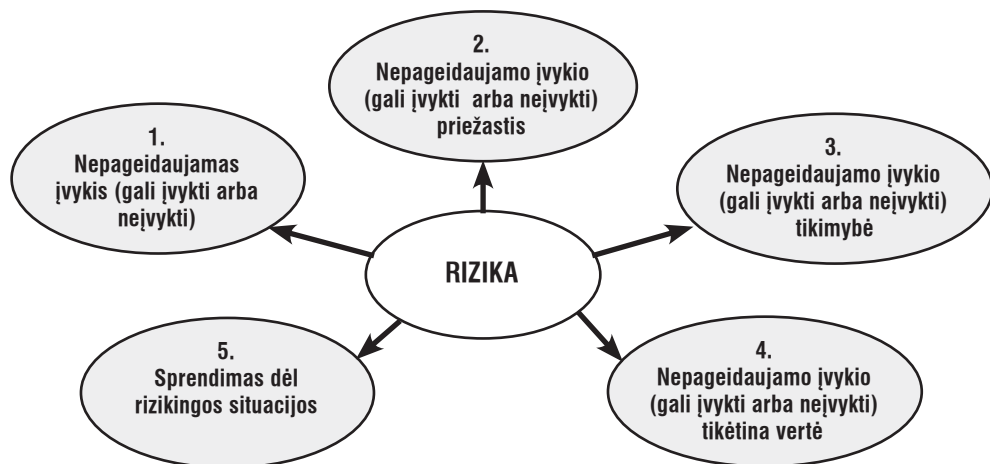 1.
Nepageidaujamas
įvykis (gali įvykti arba
neįvykti)
2.
Nepageidaujamo įvykio
(gali įvykti arba neįvykti)
priežastis
3.
Nepageidaujamo įvykio
(gali įvykti arba neįvykti)
tikimybė
4.
Nepageidaujamo įvykio
(gali įvykti arba neįvykti)
tikėtina vertė
5.
Sprendimas dėl
rizikingos situacijos
RIZIKA